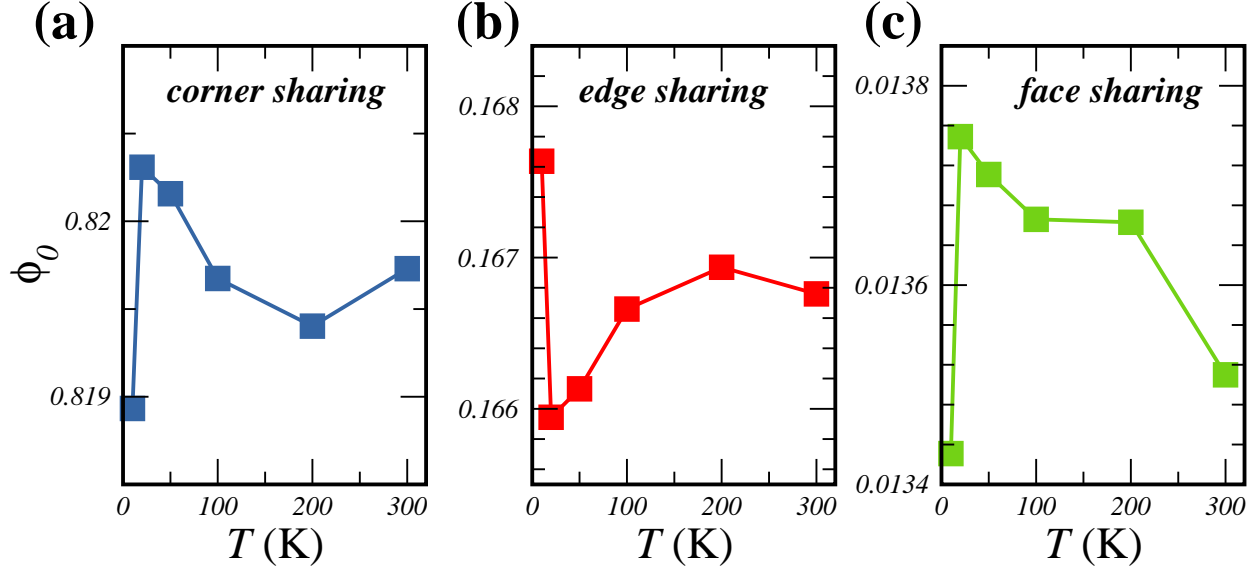 (a)
corner sharing
0.82
0.819
ϕ0
0
100
200
300
T (K)
(b)
edge sharing
0.168
0.167
0.166
0
100
200
300
T (K)
(c)
face sharing
0.0138
0.0136
0.0134
0
100
200
300
T (K)